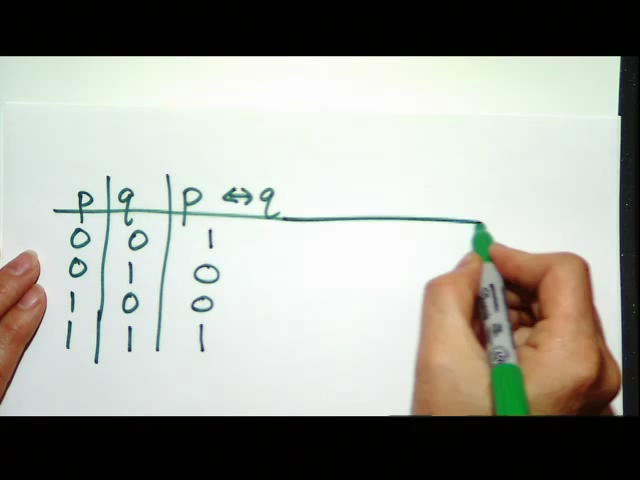 p q p ↔ q
0 0 1
0 1 0
1 0 0
1 1 1